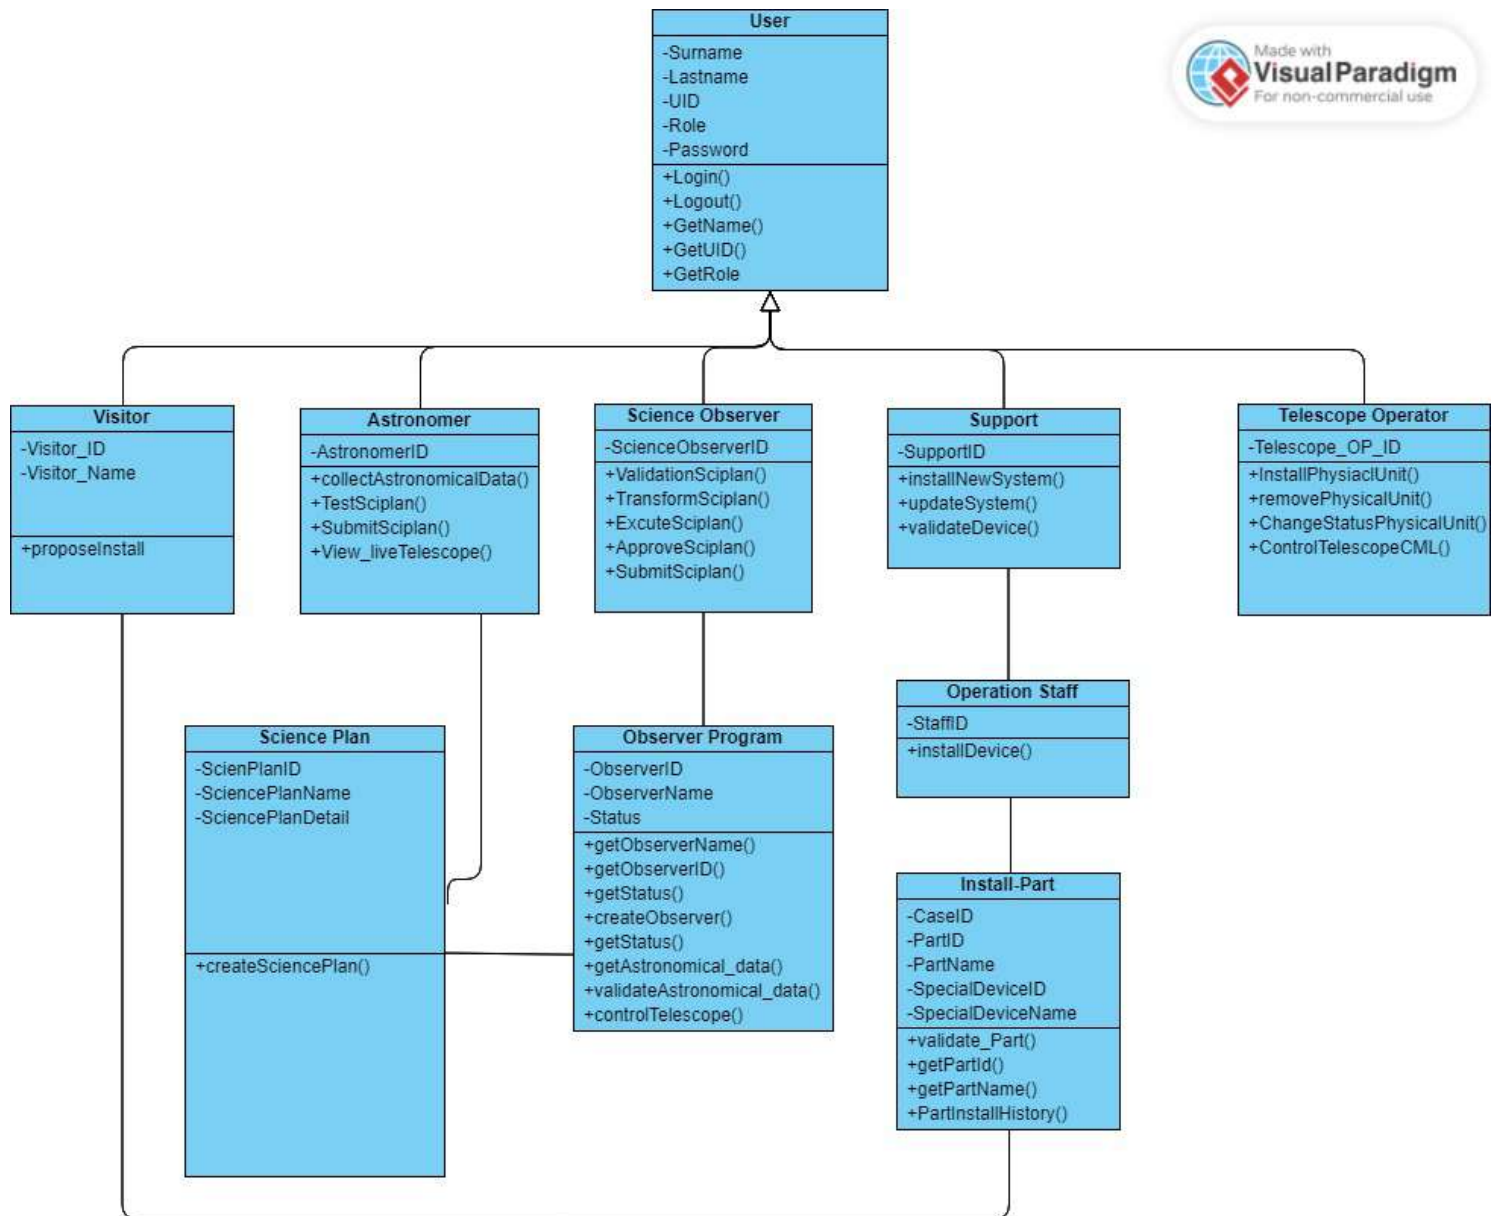 User
-Surname
-Lastname
-UID
-Role
-Password
+Login()
+Logout()
+GetName()
+GetUID()
+GetRole
Made with
Visual Paradigm
For non-commercial use
Visitor
-Visitor_ID
-Visitor_Name
+proposeInstall
Astronomer
-AstronomerID
+collectAstronomicalData()
+TestSciplan()
+SubmitSciplan()
+View_liveTelescope()
Science Observer
-ScienceObserverID
+ValidationSciplan()
+TransformSciplan()
+ExcuteSciplan()
+ApproveSciplan()
+SubmitSciplan()
Support
-SupportID
+installNewSystem()
+updateSystem()
+validateDevice()
Telescope Operator
-Telescope_OP_ID
+InstallPhysiaclUnit()
+removePhysicalUnit()
+ChangeStatusPhysicalUnit()
+ControlTelescopeCML()
Science Plan
-ScienPlanID
-SciencePlanName
-SciencePlanDetail
+createSciencePlan()
Observer Program
-ObserverID
-ObserverName
-Status
+getObserverName()
+getObserverID()
+getStatus()
+createObserver()
+getStatus()
+getAstronomical_data()
+validateAstronomical_data()
+controlTelescope()
Operation Staff
-StaffID
+installDevice()
Install-Part
-CaseID
-PartID
-PartName
-SpecialDeviceID
-SpecialDeviceName
+validate_Part()
+getPartId()
+getPartName()
+PartInstallHistory()